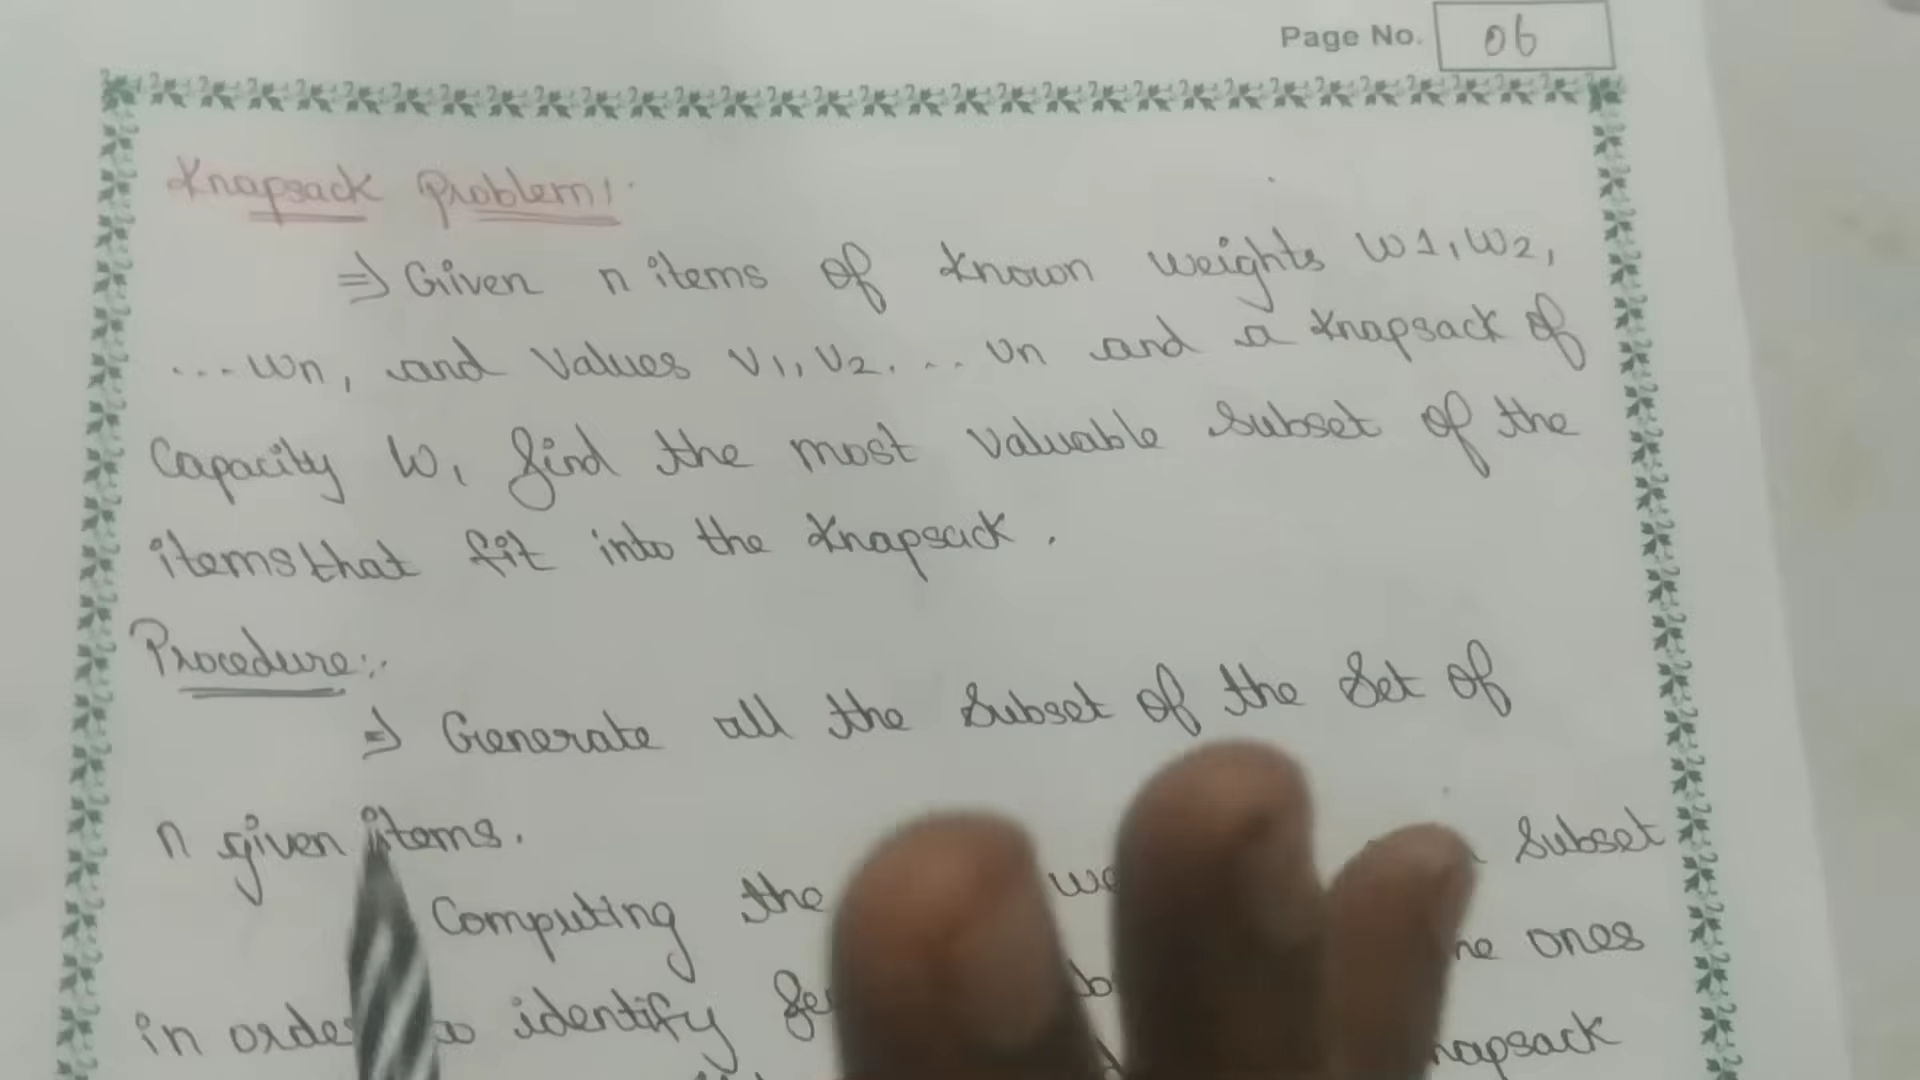 Page No. 06
Knapsack Problem:
⇒ Given n items of known weights w1, w2,
... wn, and values v1, v2. ... vn and a knapsack of
Capacity W, find the most valuable subset of the
items that fit into the knapsack.
Procedure:-
⇒ Generate all the subset of the set of
n given items.
Computing the subset
in identify ones